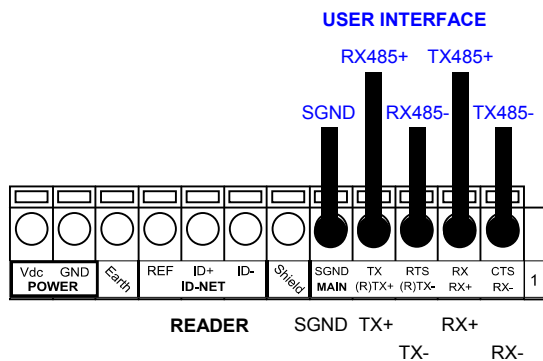 USER INTERFACE
RX485+ TX485+
SGND RX485- TX485-
Vdc GND Earth REF ID+ ID- Shield SGND TX RTS RX CTS 1
POWER ID-NET MAIN (R)TX+ (R)TX- RX+ RX-
READER SGND TX+ RX+
TX- RX-